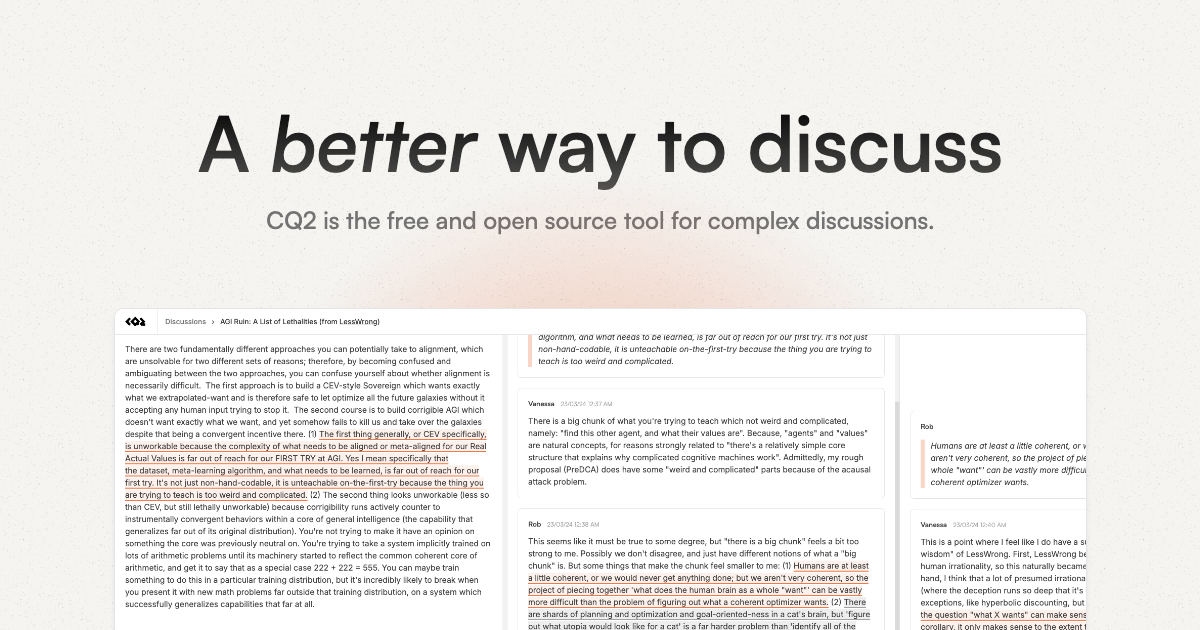 A better way to discuss
CQ2 is the free and open source tool for complex discussions.
CQ2
Discussions › AGI Ruin: A List of Lethalities (from LessWrong)
There are two fundamentally different approaches you can potentially take to alignment, which
are unsolvable for two different sets of reasons; therefore, by becoming confused and
ambiguating between the two approaches, you can confuse yourself about whether alignment is
necessarily difficult. The first approach is to build a CEV-style Sovereign which wants exactly
what we extrapolated-want and is therefore safe to let optimize all the future galaxies without it
accepting any human input trying to stop it. The second course is to build corrigible AGI which
doesn't want exactly what we want, and yet somehow fails to kill us and take over the galaxies
despite that being a convergent incentive there. (1) The first thing generally, or CEV specifically,
is unworkable because the complexity of what needs to be aligned or meta-aligned for our Real
Actual Values is far out of reach for our FIRST TRY at AGI. Yes I mean specifically that
the dataset, meta-learning algorithm, and what needs to be learned, is far out of reach for our
first try. It's not just non-hand-codable, it is unteachable on-the-first-try because the thing you
are trying to teach is too weird and complicated. (2) The second thing looks unworkable (less so
than CEV, but still lethally unworkable) because corrigibility runs actively counter to
instrumentally convergent behaviors within a core of general intelligence (the capability that
generalizes far out of its original distribution). You're not trying to make it have an opinion on
something the core was previously neutral on. You're trying to take a system implicitly trained on
lots of arithmetic problems until its machinery started to reflect the common coherent core of
arithmetic, and get it to say that as a special case 222 + 222 = 555. You can maybe train
something to do this in a particular training distribution, but it's incredibly likely to break when
you present it with new math problems far outside that training distribution, on a system which
successfully generalizes capabilities that far at all.
algorithm, and what needs to be learned, is far out of reach for our first try. It's not just
non-hand-codable, it is unteachable on-the-first-try because the thing you are trying to
teach is too weird and complicated.
Vanessa 23/03/24 12:37 AM
There is a big chunk of what you're trying to teach which not weird and complicated,
namely: "find this other agent, and what their values are". Because, "agents" and "values"
are natural concepts, for reasons strongly related to "there's a relatively simple core
structure that explains why complicated cognitive machines work". Admittedly, my rough
proposal (PreDCA) does have some "weird and complicated" parts because of the acausal
attack problem.
Rob 23/03/24 12:38 AM
This seems like it must be true to some degree, but "there is a big chunk" feels a bit too
strong to me. Possibly we don't disagree, and just have different notions of what a "big
chunk" is. But some things that make the chunk feel smaller to me: (1) Humans are at least
a little coherent, or we would never get anything done; but we aren't very coherent, so the
project of piecing together 'what does the human brain as a whole "want"' can be vastly
more difficult than the problem of figuring out what a coherent optimizer wants. (2) There
are shards of planning and optimization and goal-oriented-ness in a cat's brain, but 'figure
out what utopia would look like for a cat' is a far harder problem than 'identify all of the
Rob
Humans are at least a little coherent, or w
aren't very coherent, so the project of pie
whole "want"' can be vastly more difficul
coherent optimizer wants.
Vanessa 23/03/24 12:40 AM
This is a point where I feel like I do have a su
wisdom" of LessWrong. First, LessWrong be
human irrationality, so this naturally became
hand, I think that a lot of presumed irrationa
(where the deception runs so deep that it's
exceptions, like hyperbolic discounting, but
the question "what X wants" can make sens
corollary, it only makes sense to the extent t